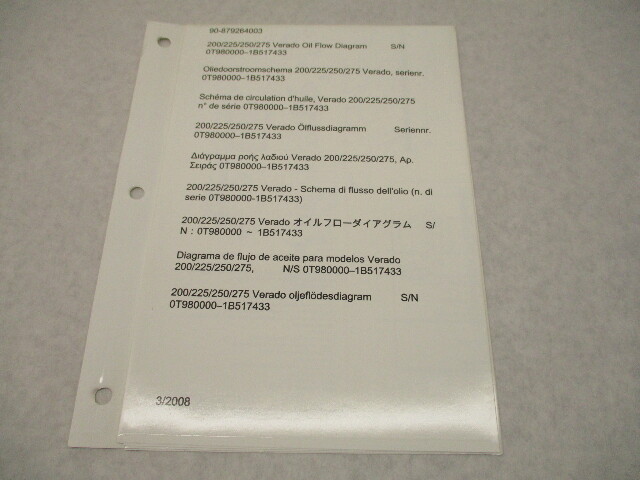 90-879264003
200/225/250/275 Verado Oil Flow Diagram S/N
0T980000–1B517433
Oliedoorstroomschema 200/225/250/275 Verado, serienr.
0T980000–1B517433
Schéma de circulation d'huile, Verado 200/225/250/275
n° de série 0T980000–1B517433
200/225/250/275 Verado Ölflussdiagramm Seriennr.
0T980000–1B517433
Διάγραμμα ροής λαδιού Verado 200/225/250/275, Αρ.
Σειράς 0T980000–1B517433
200/225/250/275 Verado - Schema di flusso dell'olio (n. di
serie 0T980000-1B517433)
200/225/250/275 Verado オイルフローダイアグラム S/
N：0T980000 ～ 1B517433
Diagrama de flujo de aceite para modelos Verado
200/225/250/275, N/S 0T980000–1B517433
200/225/250/275 Verado oljeflödesdiagram S/N
0T980000–1B517433
3/2008